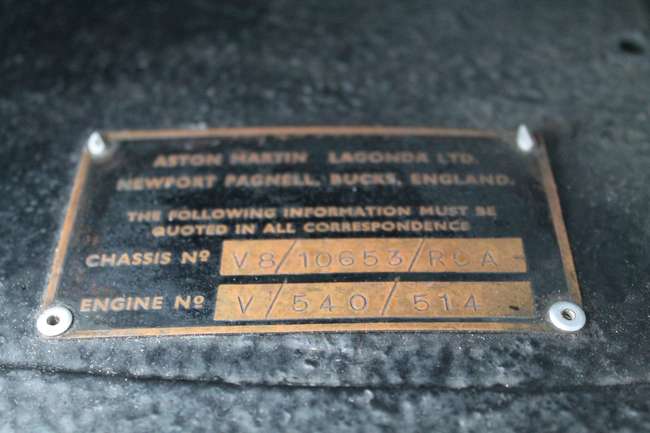 ASTON MARTIN LAGONDA LTD.
NEWPORT PAGNELL, BUCKS, ENGLAND.
THE FOLLOWING INFORMATION MUST BE
QUOTED IN ALL CORRESPONDENCE
CHASSIS Nº V8/10653/RCA
ENGINE Nº V/540/514